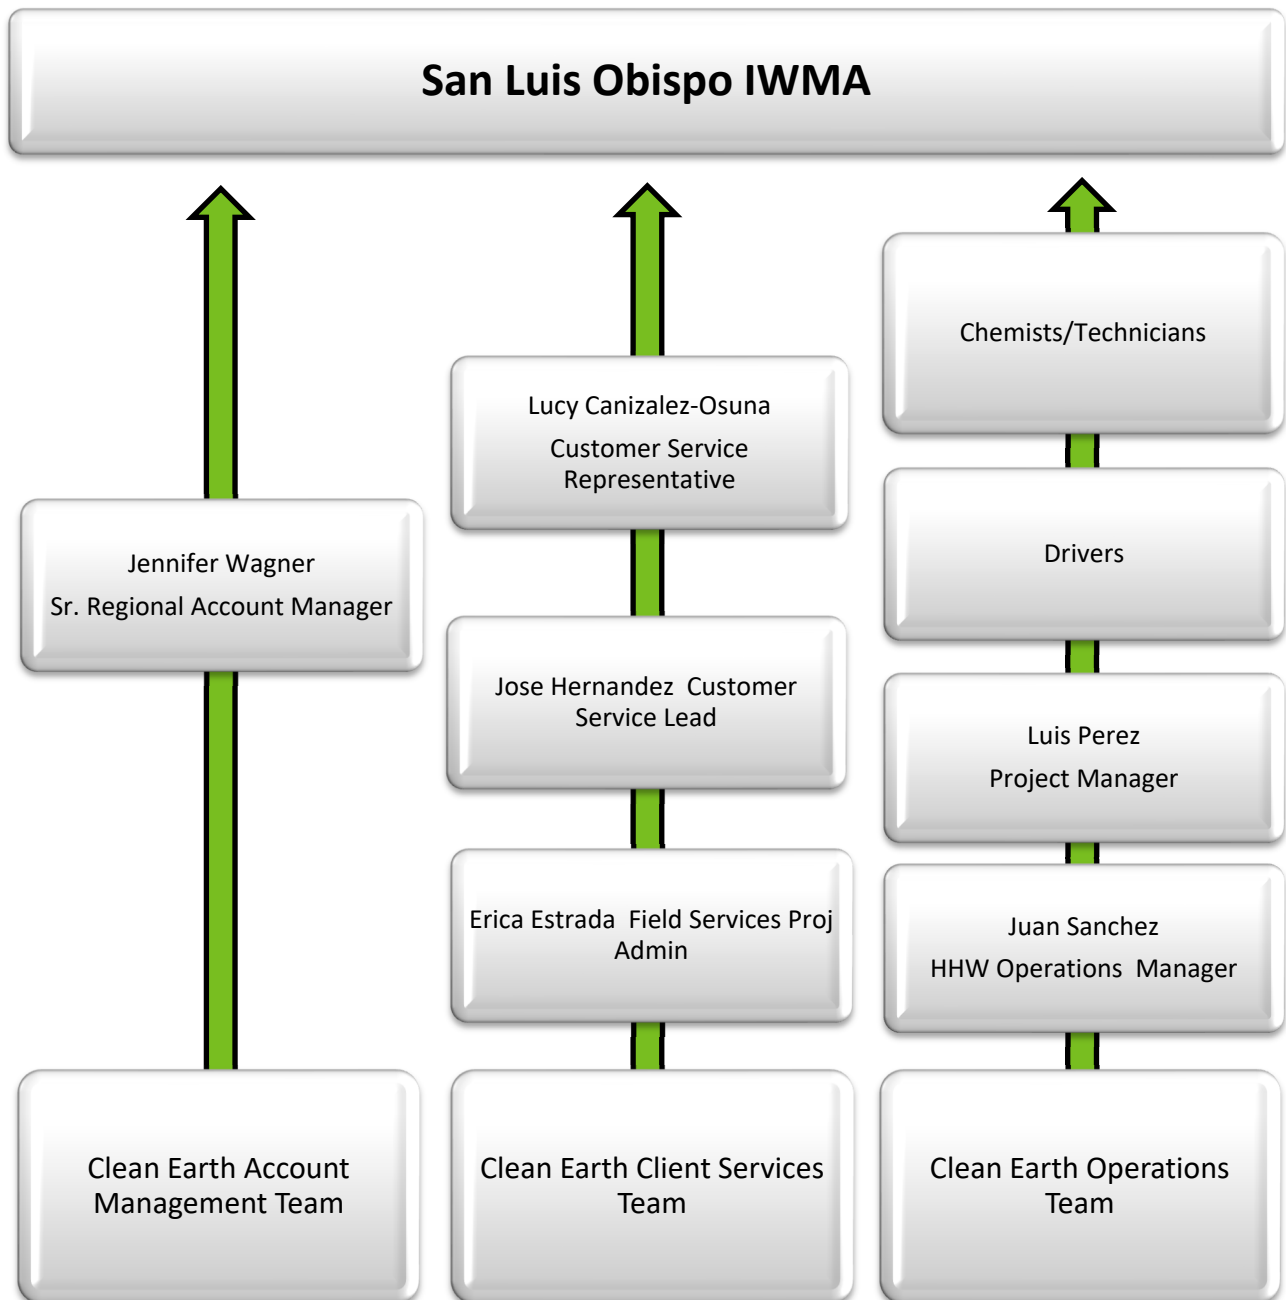 San Luis Obispo IWMA
Jennifer Wagner
Sr. Regional Account Manager
Clean Earth Account
Management Team
Lucy Canizalez-Osuna
Customer Service
Representative
Jose Hernandez  Customer
Service Lead
Erica Estrada  Field Services Proj
Admin
Clean Earth Client Services
Team
Chemists/Technicians
Drivers
Luis Perez
Project Manager
Juan Sanchez
HHW Operations  Manager
Clean Earth Operations
Team